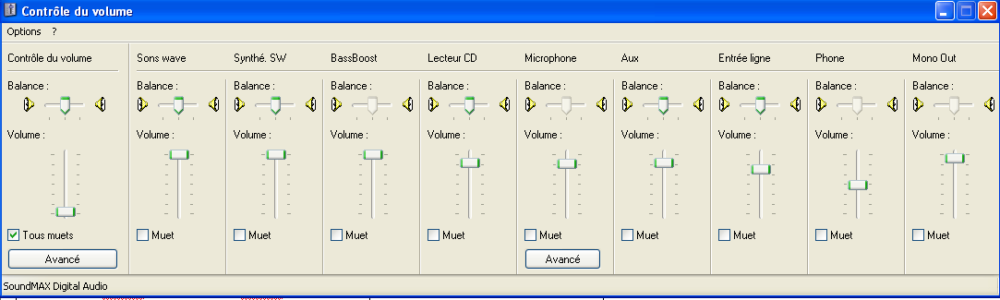 Contrôle du volume
Options ?
Contrôle du volume Sons wave Synthé. SW BassBoost Lecteur CD Microphone Aux Entrée ligne Phone Mono Out
Balance : Balance : Balance : Balance : Balance : Balance : Balance : Balance : Balance : Balance :
Volume : Volume : Volume : Volume : Volume : Volume : Volume : Volume : Volume : Volume :
Tous muets Muet Muet Muet Muet Muet Muet Muet Muet Muet
Avancé Avancé
SoundMAX Digital Audio